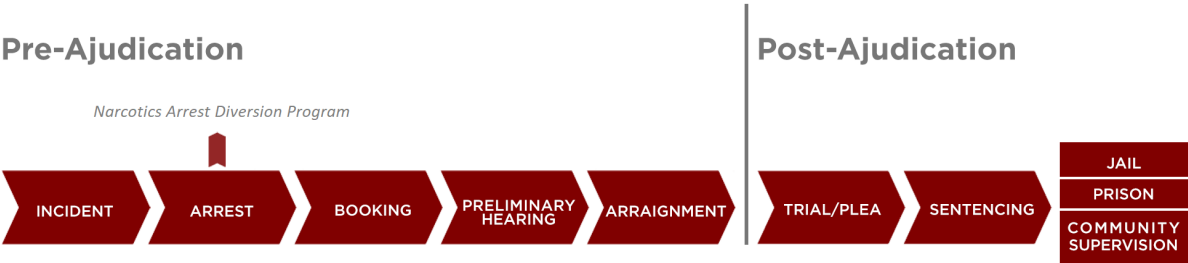 Pre-Ajudication
Post-Ajudication
Narcotics Arrest Diversion Program
INCIDENT
ARREST
BOOKING
PRELIMINARY
HEARING
ARRAIGNMENT
TRIAL/PLEA
SENTENCING
JAIL
PRISON
COMMUNITY
SUPERVISION